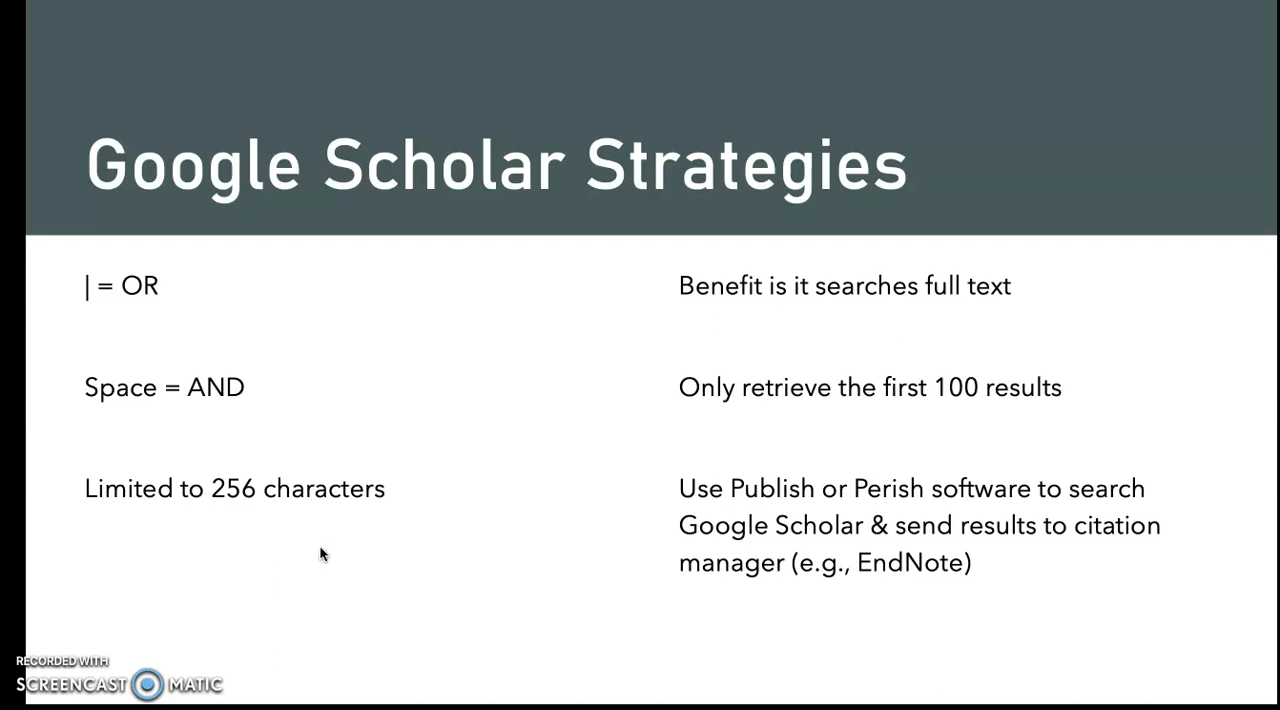 Google Scholar Strategies
| = OR
Space = AND
Limited to 256 characters
Benefit is it searches full text
Only retrieve the first 100 results
Use Publish or Perish software to search
Google Scholar & send results to citation
manager (e.g., EndNote)
RECORDED WITH
SCREENCAST MATIC